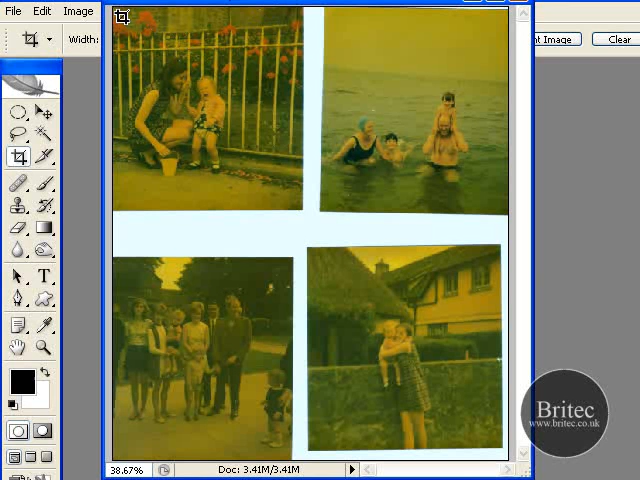 File Edit Image
Width:
nt Image Clear
T
38.67% Doc: 3.41M/3.41M
Britec
www.britec.co.uk